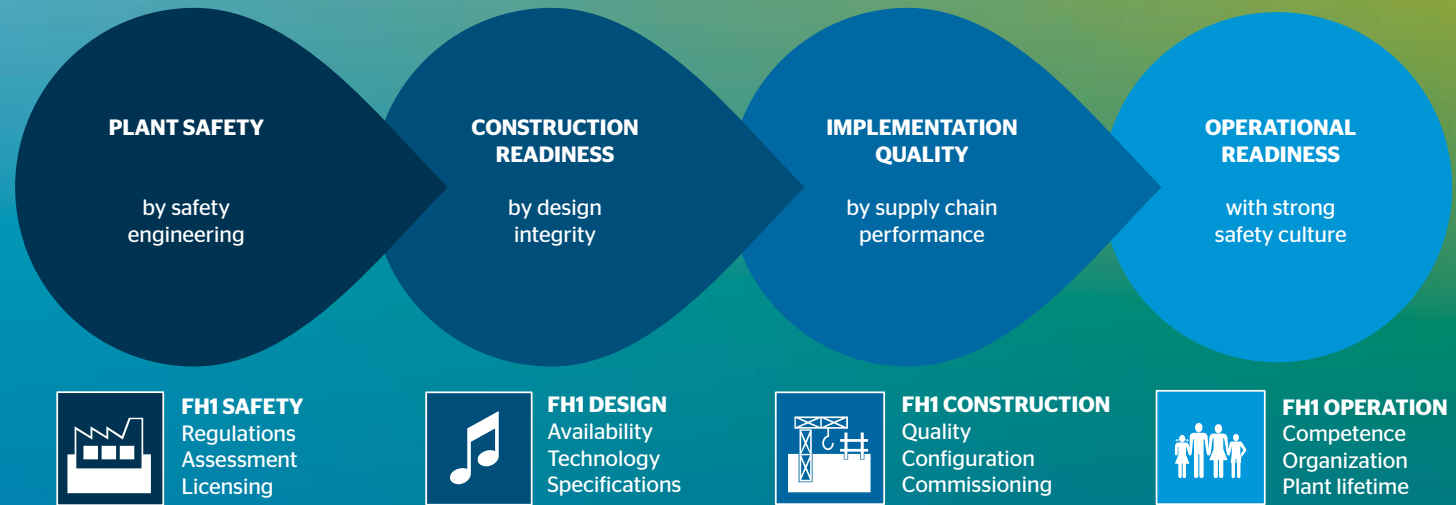 PLANT SAFETY
by safety
engineering
CONSTRUCTION
READINESS
by design
integrity
IMPLEMENTATION
QUALITY
by supply chain
performance
OPERATIONAL
READINESS
with strong
safety culture
FH1 SAFETY
Regulations
Assessment
Licensing
FH1 DESIGN
Availability
Technology
Specifications
FH1 CONSTRUCTION
Quality
Configuration
Commissioning
FH1 OPERATION
Competence
Organization
Plant lifetime